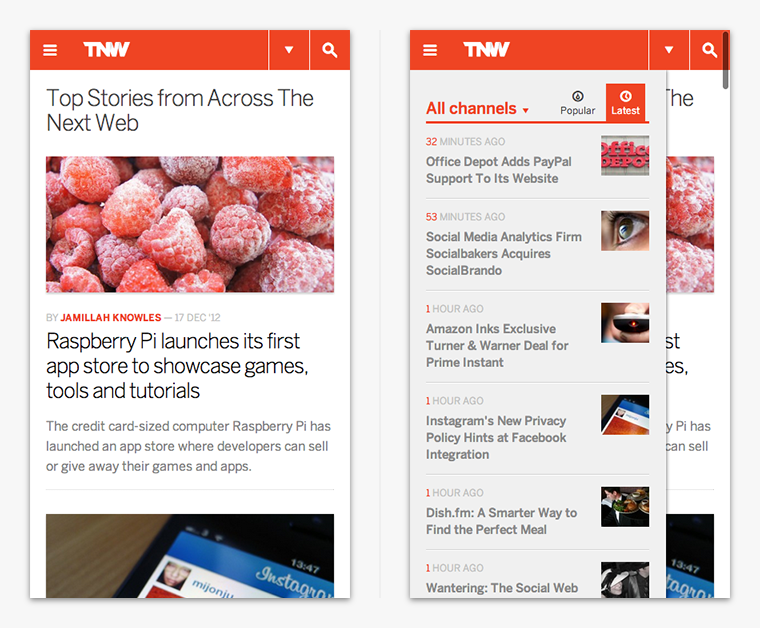 TNW
Top Stories from Across The
Next Web
BY JAMILLAH KNOWLES — 17 DEC '12
Raspberry Pi launches its first
app store to showcase games,
tools and tutorials
The credit card-sized computer Raspberry Pi has
launched an app store where developers can sell
or give away their games and apps.
13:47
mijonju
Instagra
TNW
All channels
Popular
Latest
32 MINUTES AGO
Office Depot Adds PayPal
Support To Its Website
Office
DEPOT
53 MINUTES AGO
Social Media Analytics Firm
Socialbakers Acquires
SocialBrando
1 HOUR AGO
Amazon Inks Exclusive
Turner & Warner Deal for
Prime Instant
1 HOUR AGO
Instagram's New Privacy
Policy Hints at Facebook
Integration
1 HOUR AGO
Dish.fm: A Smarter Way to
Find the Perfect Meal
1 HOUR AGO
Wantering: The Social Web
The
st
es,
y Pi has
can sell
13:47
tagra